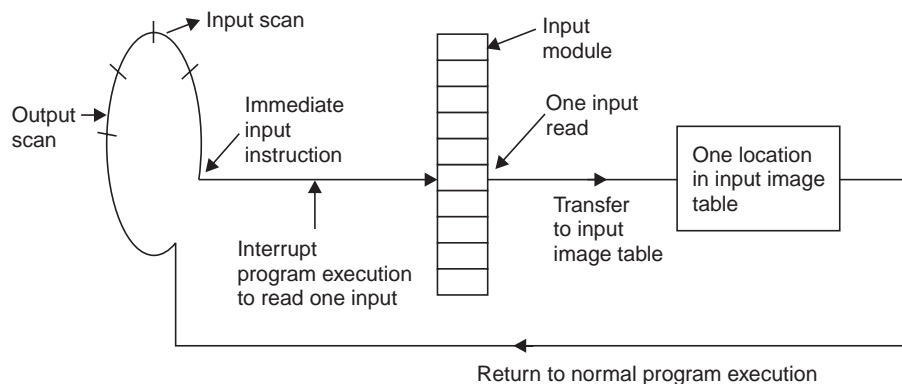 Input scan
Output
scan
Immediate
input
instruction
Interrupt
program execution
to read one input
Input
module
One input
read
Transfer
to input
image table
One location
in input image
table
Return to normal program execution